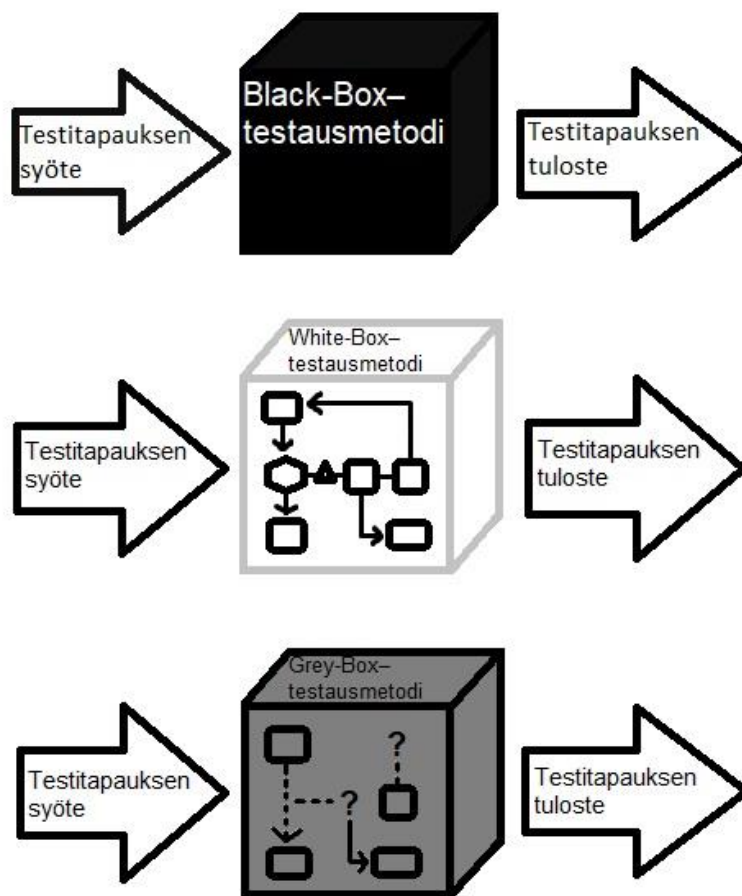 Testitapauksen
syöte
Black-Box–
testausmetodi
Testitapauksen
tuloste
Testitapauksen
syöte
White-Box–
testausmetodi
Testitapauksen
tuloste
Testitapauksen
syöte
Grey-Box–
testausmetodi
?
?
Testitapauksen
tuloste